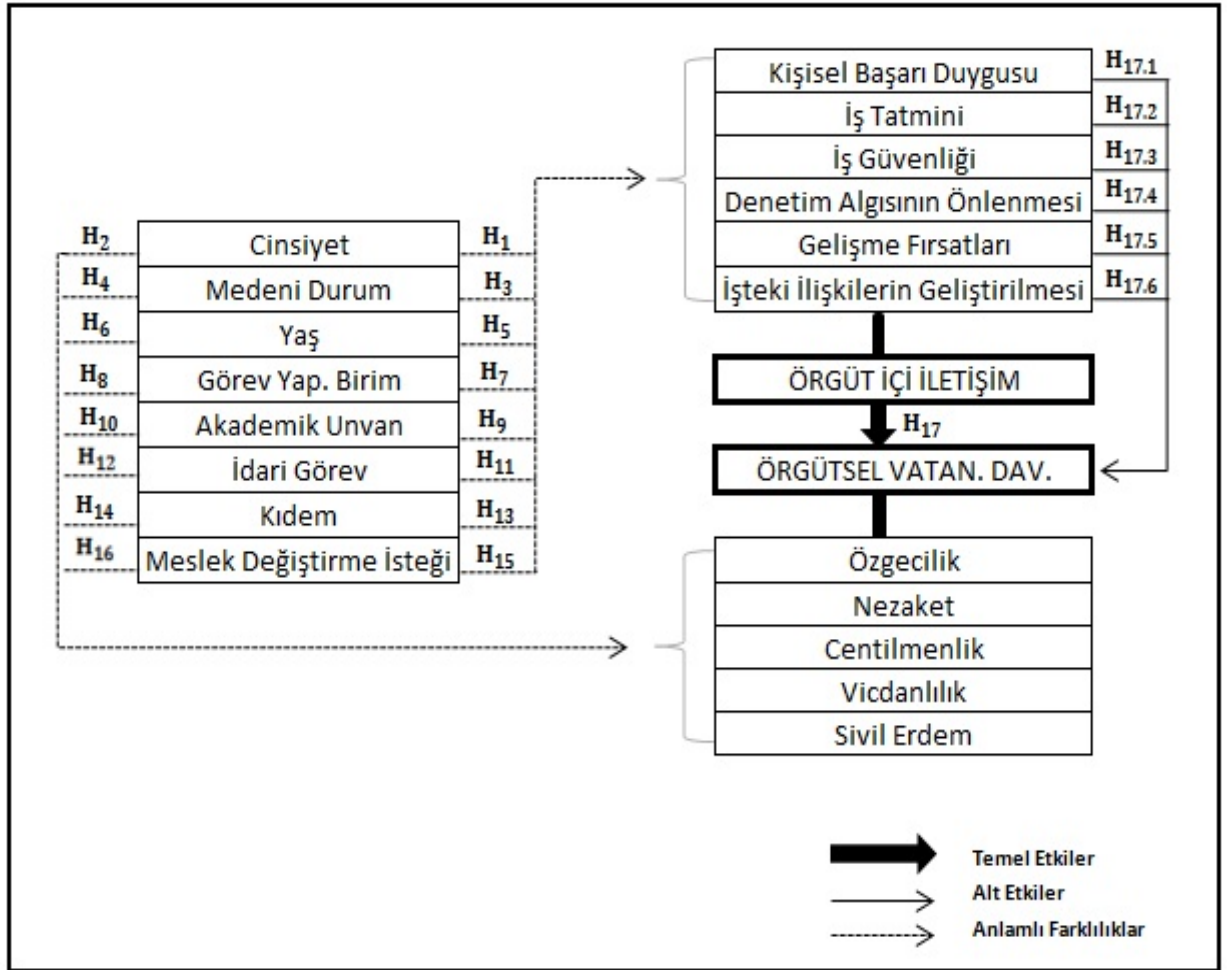 Kişisel Başarı Duygusu H17.1
İş Tatmini H17.2
İş Güvenliği H17.3
Denetim Algısının Önlenmesi H17.4
Gelişme Fırsatları H17.5
İşteki İlişkilerin Geliştirilmesi H17.6
H2 Cinsiyet H1
H4 Medeni Durum H3
H6 Yaş H5
H8 Görev Yap. Birim H7
H10 Akademik Unvan H9
H12 İdari Görev H11
H14 Kıdem H13
H16 Meslek Değiştirme İsteği H15
ÖRGÜT İÇİ İLETİŞİM
H17
ÖRGÜTSEL VATAN. DAV.
Özgecilik
Nezaket
Centilmenlik
Vicdanlılık
Sivil Erdem
Temel Etkiler
Alt Etkiler
Anlamlı Farklılıklar